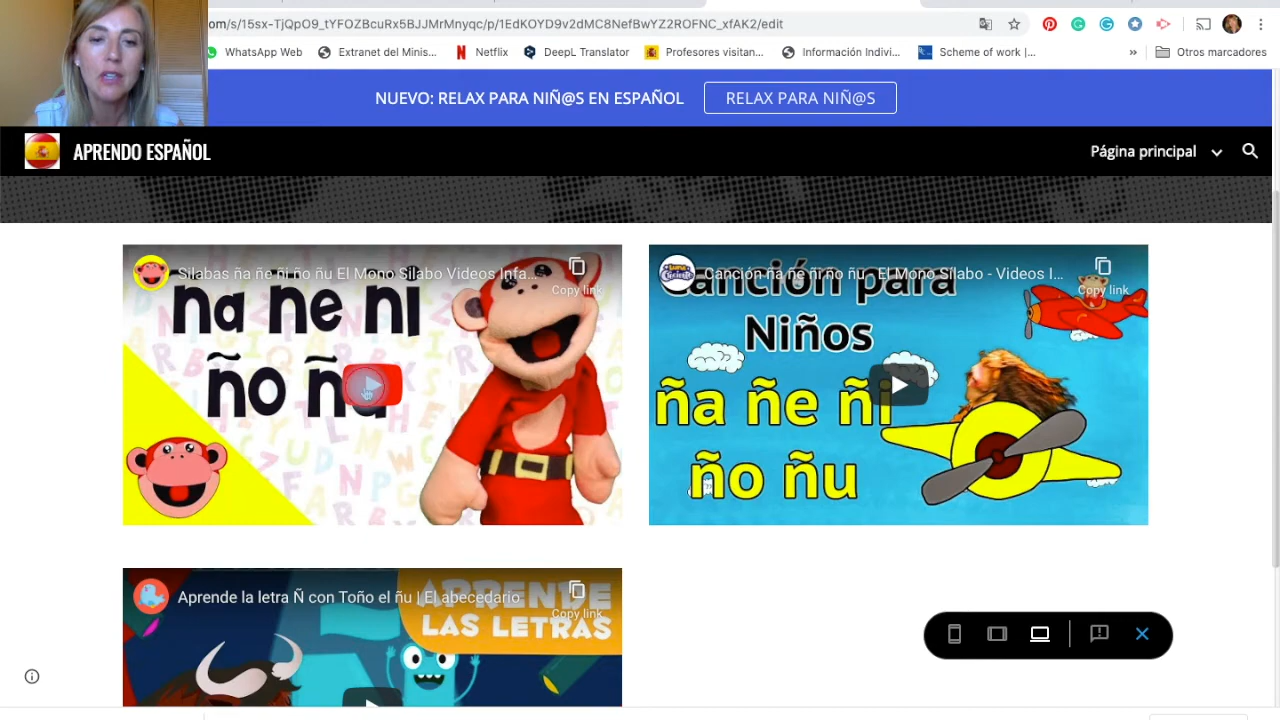 om/s/15sx-TjQpO9_tYFOZBcuRx5BJJMrMnyqc/p/1EdKOYD9v2dMC8NefBwYZ2ROFNC_xfAK2/edit
WhatsApp Web
Extranet del Minis...
Netflix
DeepL Translator
Profesores visitan...
Información Indivi...
Scheme of work |...
»
Otros marcadores
NUEVO: RELAX PARA NIÑ@S EN ESPAÑOL
RELAX PARA NIÑ@S
APRENDO ESPAÑOL
Página principal
Silabas ña ñe ñi ño ñu El Mono Silabo Videos Infa...
Copy link
ña ñe ñi
ño ñu
Canción ña ñe ñi ño ñu - El Mono Sílabo - Videos I...
Copy link
Canción para
Niños
ña ñe ñi
ño ñu
Aprende la letra Ñ con Toño el ñu | El abecedario
Copy link
APRENDE
LAS LETRAS